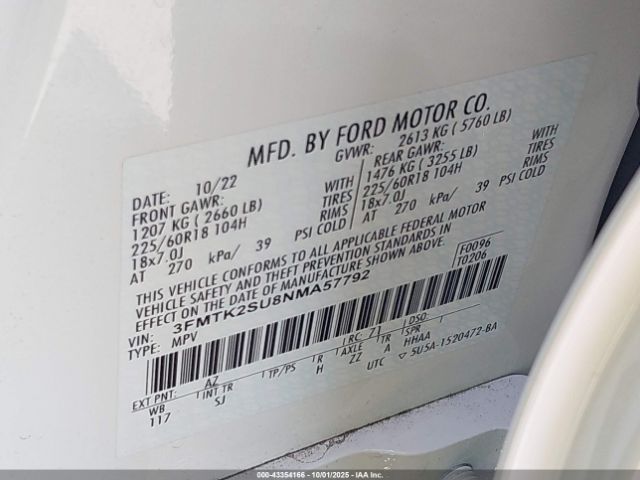 MFD. BY FORD MOTOR CO.
DATE: 10/22 GVWR: 2613 KG ( 5760 LB)
FRONT GAWR: WITH REAR GAWR: WITH
1207 KG ( 2660 LB) TIRES 1476 KG ( 3255 LB) TIRES
225/60R18 104H RIMS 225/60R18 104H RIMS
18x7.0J PSI COLD 18x7.0J PSI COLD
AT 270 kPa/ 39 AT 270 kPa/ 39
THIS VEHICLE CONFORMS TO ALL APPLICABLE FEDERAL MOTOR
VEHICLE SAFETY AND THEFT PREVENTION STANDARDS IN
EFFECT ON THE DATE OF MANUFACTURE SHOWN ABOVE.
F0096
T0206
VIN: 3FMTK2SU8NMA57792
TYPE: MPV
EXT PNT: AZ RC: Z1 DSO:
WB INT TR TP/PS R AXLE TR SPR
117 SJ H ZZ A HHAA
UTC 5U5A-1520472-BA
000-43354166 - 10/01/2025 - IAA Inc.